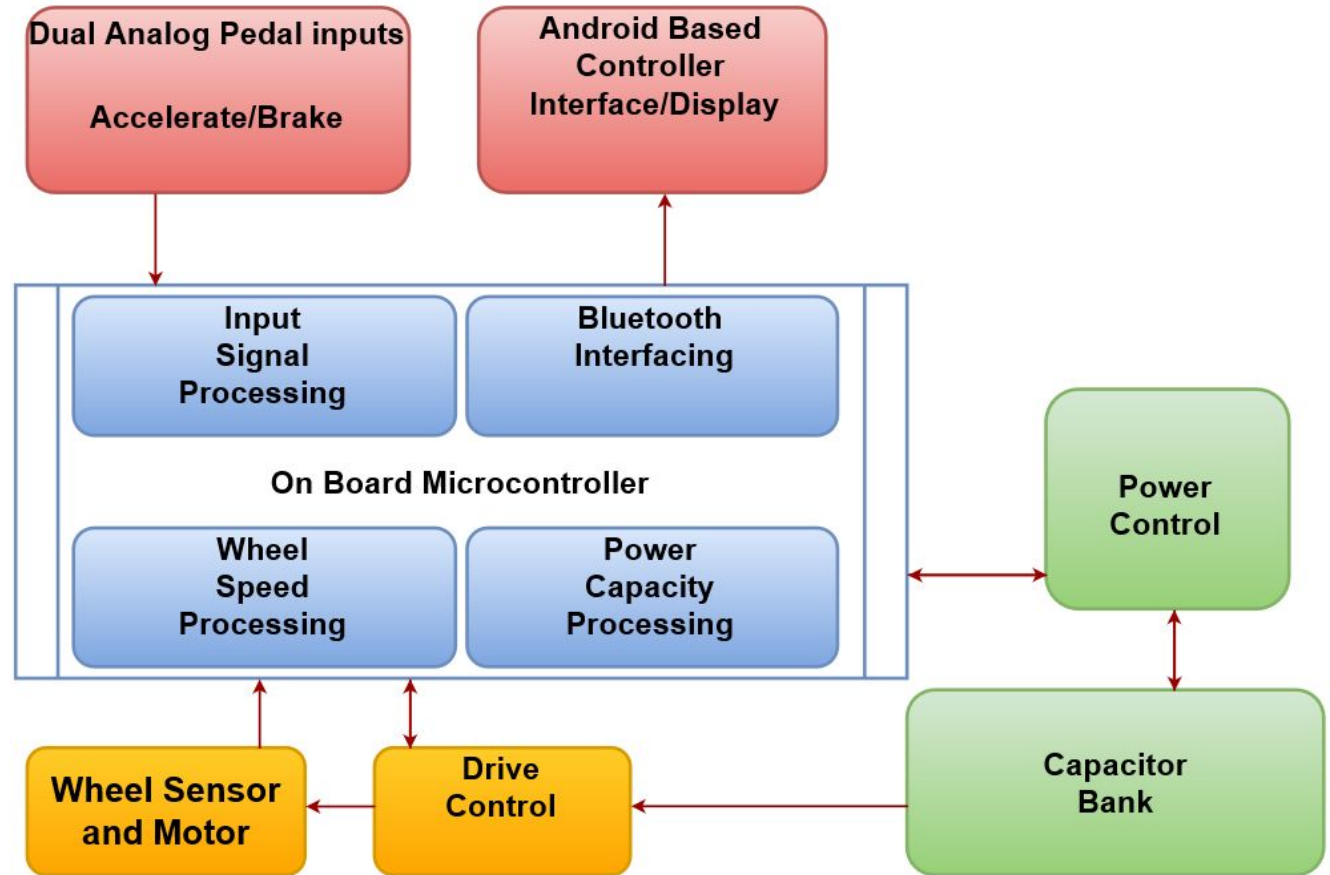 Dual Analog Pedal inputs
Accelerate/Brake
Android Based
Controller
Interface/Display
Input
Signal
Processing
Bluetooth
Interfacing
On Board Microcontroller
Wheel
Speed
Processing
Power
Capacity
Processing
Power
Control
Wheel Sensor
and Motor
Drive
Control
Capacitor
Bank